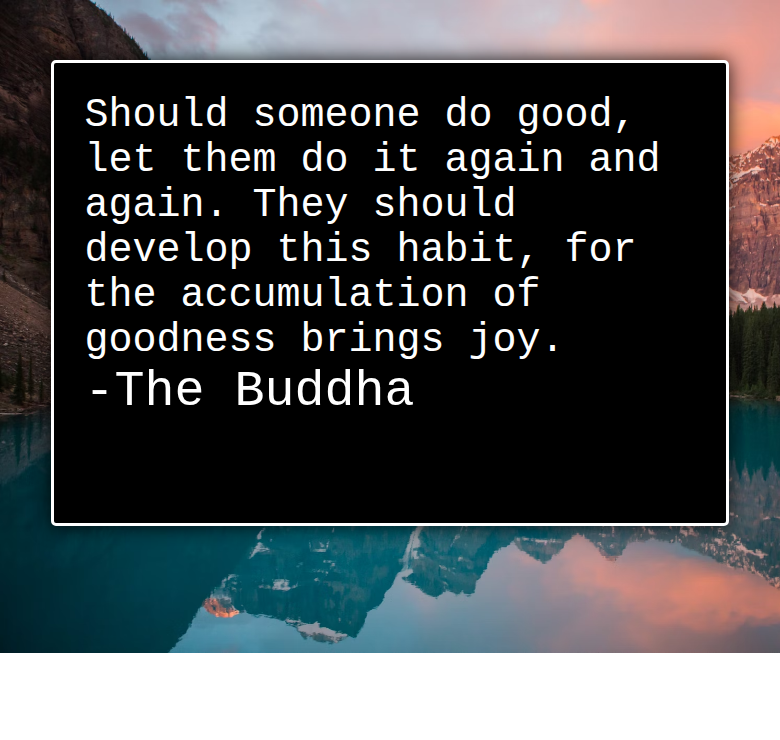 Should someone do good,
let them do it again and
again. They should
develop this habit, for
the accumulation of
goodness brings joy.
-The Buddha